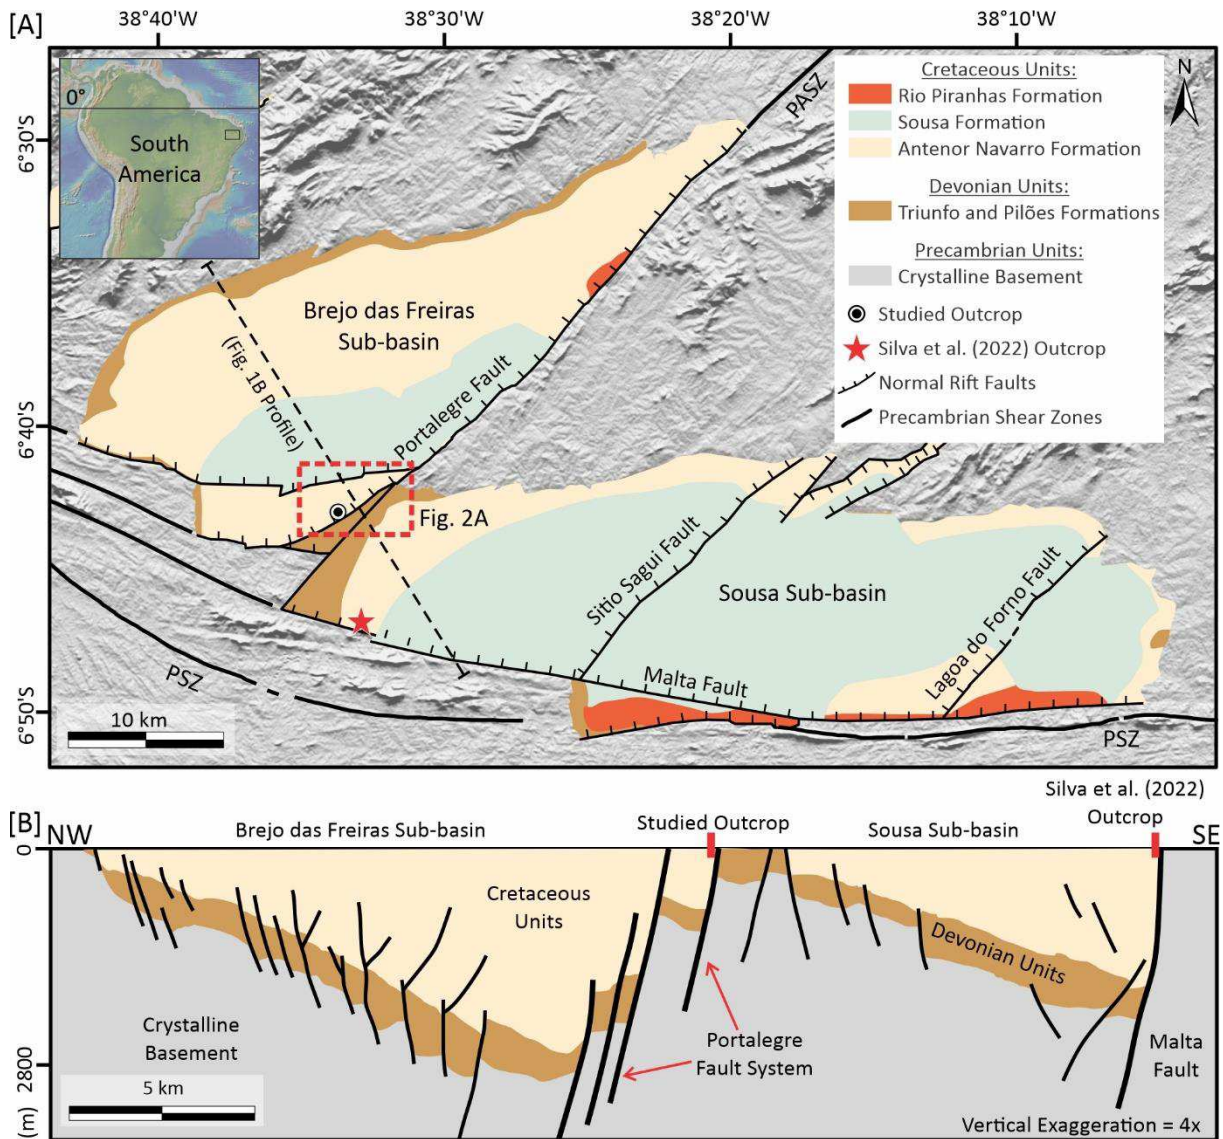 [A]
38°40'W
38°30'W
38°20'W
38°10'W
6°30'S
6°40'S
6°50'S
0°
South
America
PASZ
N
Cretaceous Units:
Rio Piranhas Formation
Sousa Formation
Antenor Navarro Formation
Devonian Units:
Triunfo and Pilões Formations
Precambrian Units:
Crystalline Basement
Studied Outcrop
Silva et al. (2022) Outcrop
Normal Rift Faults
Precambrian Shear Zones
Brejo das Freiras
Sub-basin
(Fig. 1B Profile)
Portalegre Fault
Fig. 2A
Sitio Sagui Fault
Sousa Sub-basin
Lagoa do Forno Fault
Malta Fault
PSZ
PSZ
10 km
Silva et al. (2022)
Outcrop
[B]
NW
Brejo das Freiras Sub-basin
Studied Outcrop
Sousa Sub-basin
SE
0
Cretaceous
Units
Devonian Units
Crystalline
Basement
Portalegre
Fault System
Malta
Fault
2800
(m)
5 km
Vertical Exaggeration = 4x